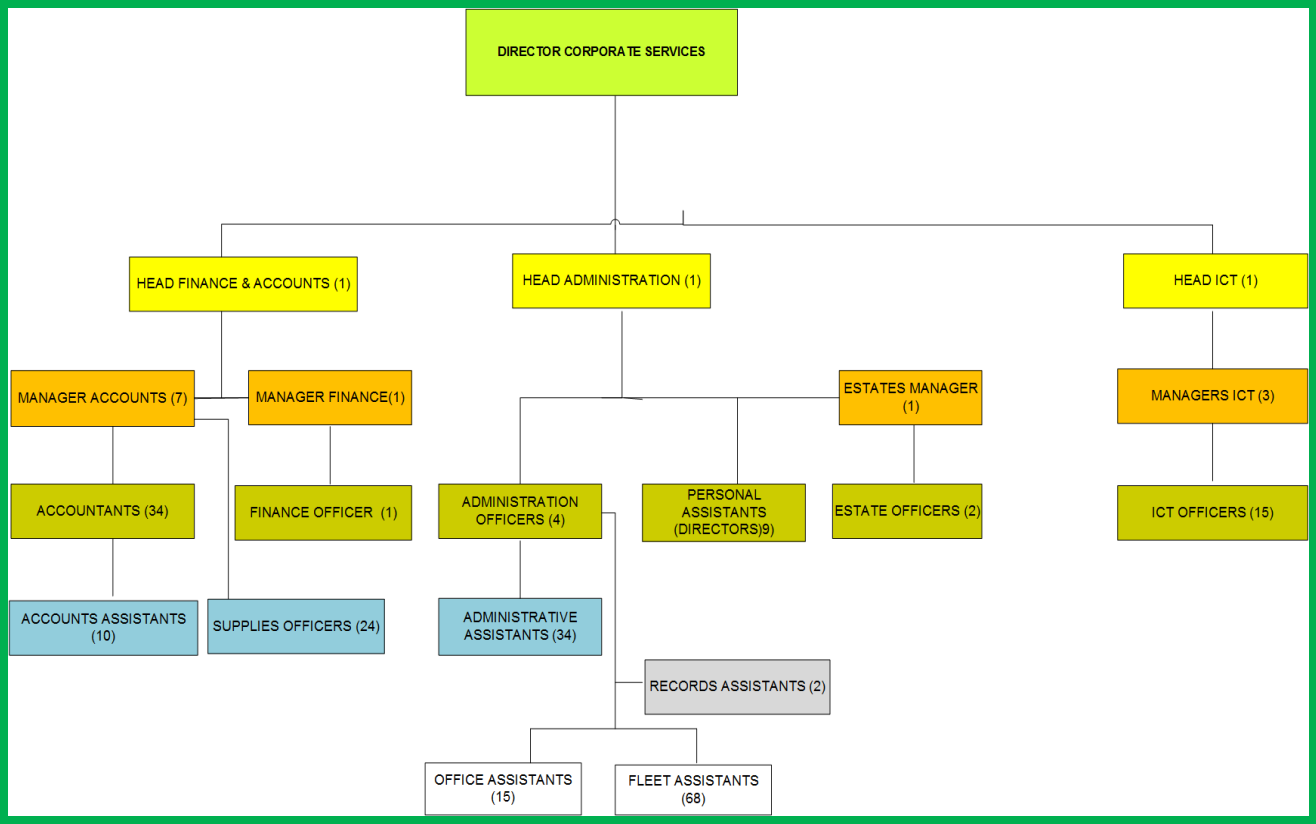 DIRECTOR CORPORATE SERVICES
HEAD FINANCE & ACCOUNTS (1)
HEAD ADMINISTRATION (1)
HEAD ICT (1)
MANAGER ACCOUNTS (7)
MANAGER FINANCE(1)
ESTATES MANAGER
(1)
MANAGERS ICT (3)
ACCOUNTANTS (34)
FINANCE OFFICER (1)
ADMINISTRATION
OFFICERS (4)
PERSONAL
ASSISTANTS
(DIRECTORS)9)
ESTATE OFFICERS (2)
ICT OFFICERS (15)
ACCOUNTS ASSISTANTS
(10)
SUPPLIES OFFICERS (24)
ADMINISTRATIVE
ASSISTANTS (34)
RECORDS ASSISTANTS (2)
OFFICE ASSISTANTS
(15)
FLEET ASSISTANTS
(68)